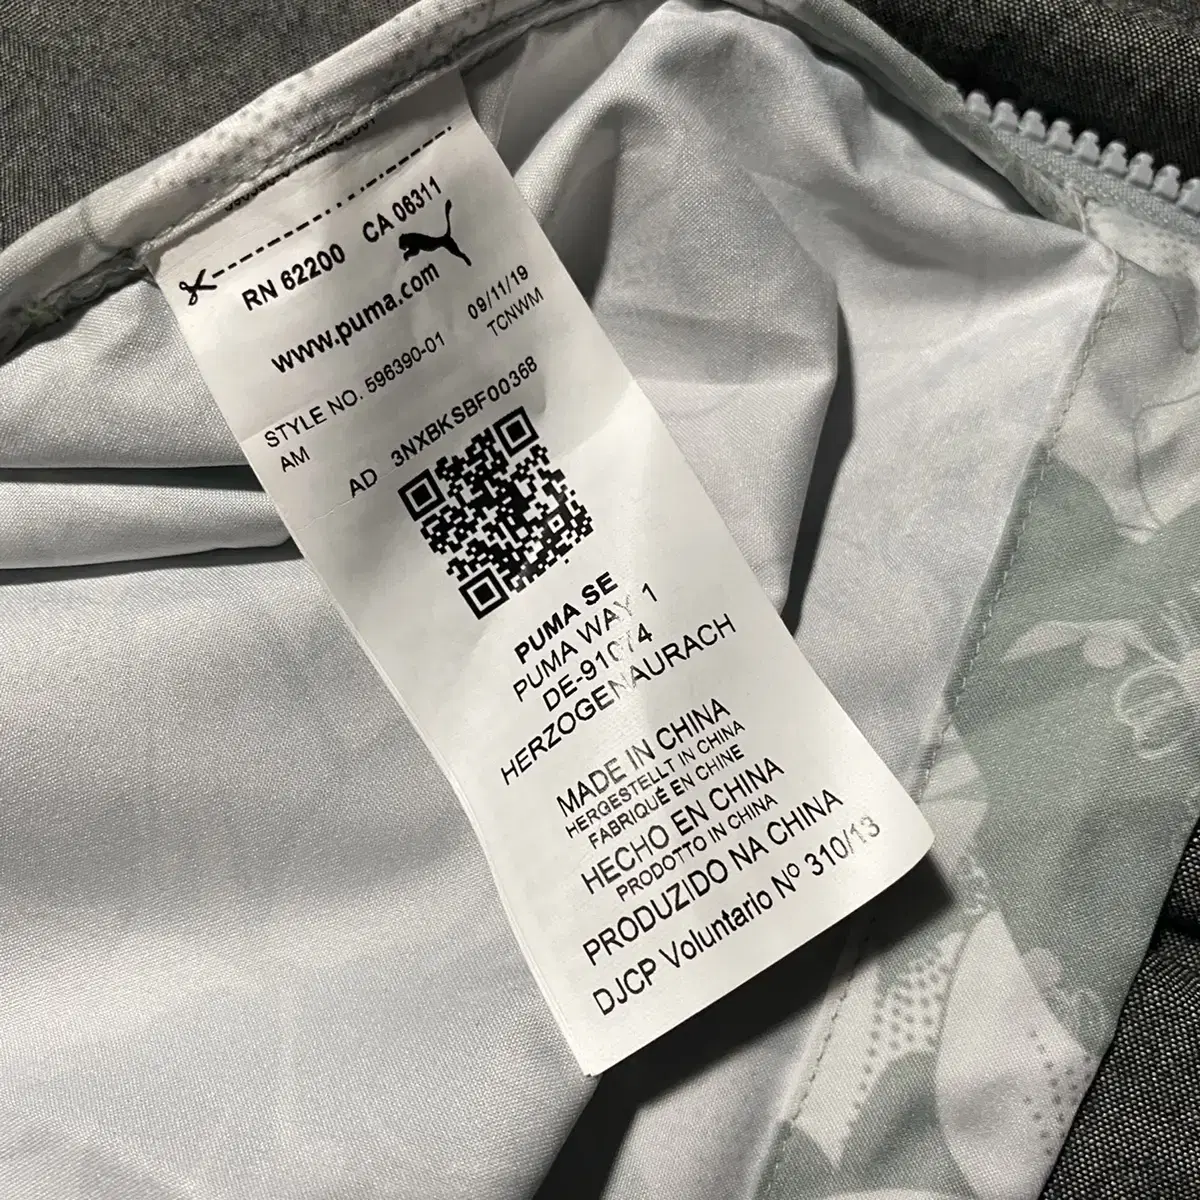 RN 62200 CA 06311
www.puma.com
09/11/19
STYLE NO. 596390-01 TCNWM
AM
AD 3NXBKSBF00368
PUMA SE
PUMA WAY 1
DE-91074
HERZOGENAURACH
MADE IN CHINA
HERGESTELLT IN CHINA
FABRIQUÉ EN CHINE
HECHO EN CHINA
PRODOTTO IN CHINA
PRODUZIDO NA CHINA
DJCP Voluntario Nº 310/13